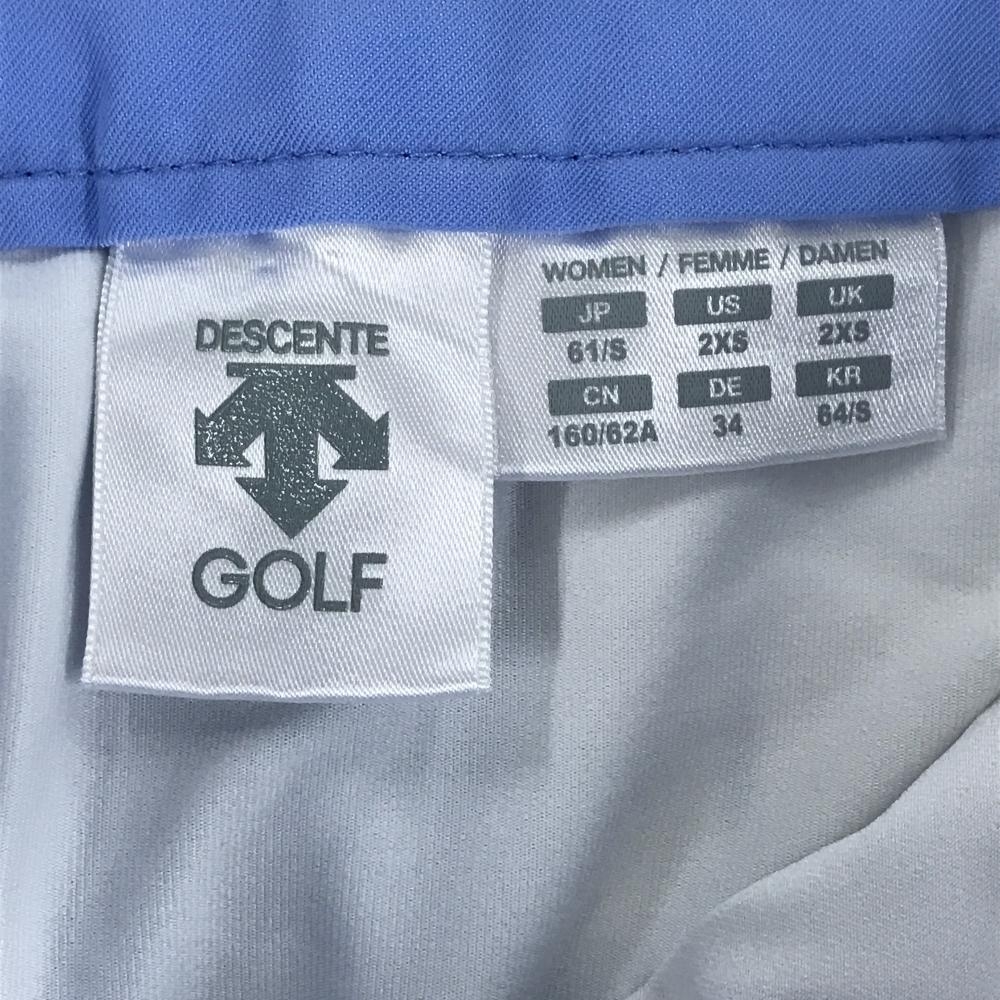 DESCENTE
GOLF
WOMEN / FEMME / DAMEN
JP US UK
61/S 2XS 2XS
CN DE KR
160/62A 34 64/S